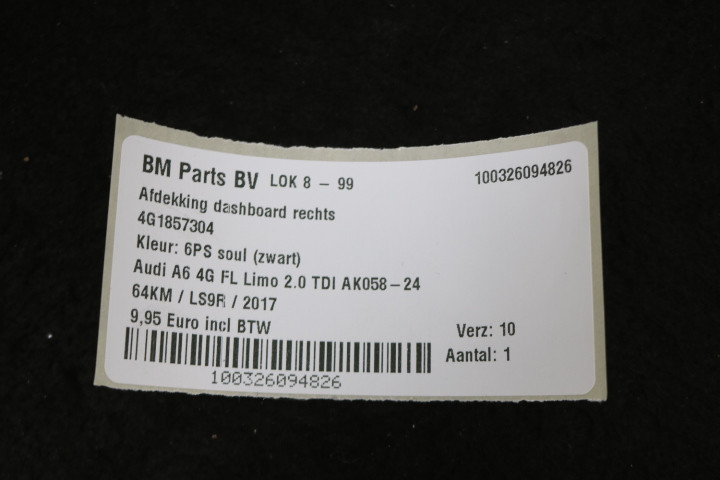 BM Parts BV LOK 8 - 99 100326094826
Afdekking dashboard rechts
4G1857304
Kleur: 6PS soul (zwart)
Audi A6 4G FL Limo 2.0 TDI AK058-24
64KM / LS9R / 2017
9,95 Euro incl BTW
Verz: 10
Aantal: 1
100326094826